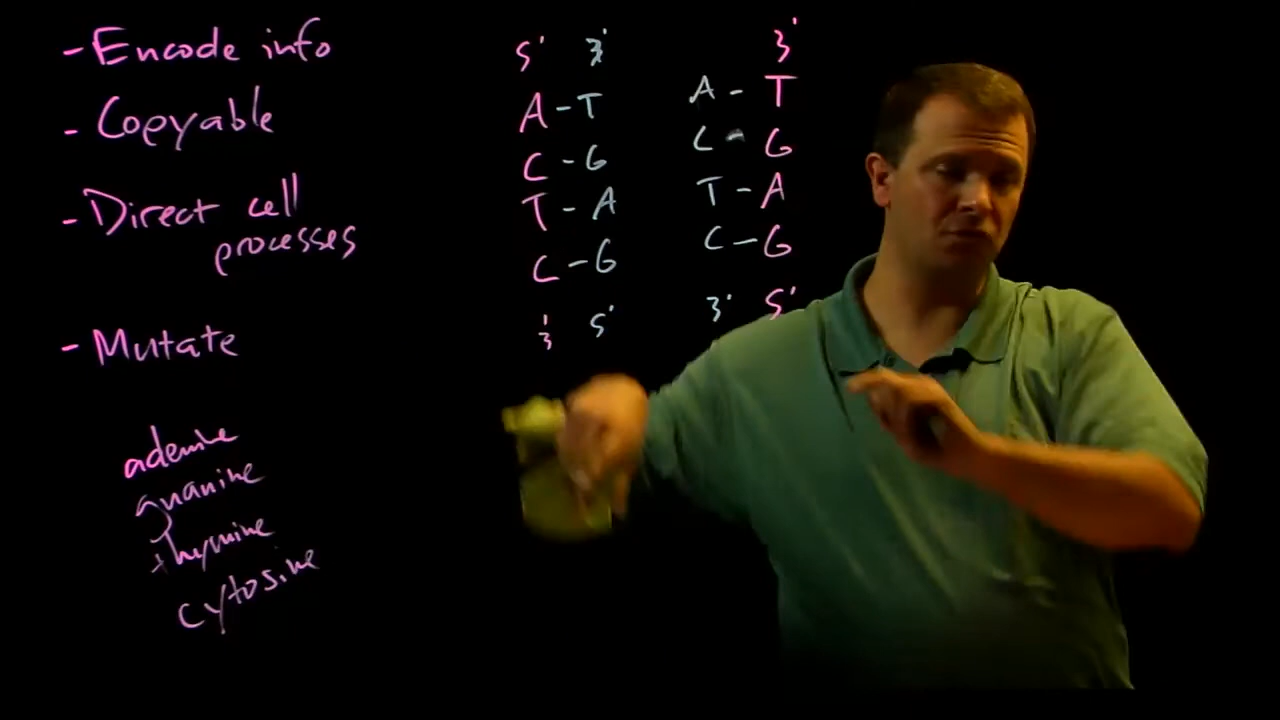 - Encode info
- Copyable
- Direct cell
processes
- Mutate
adenine
guanine
thymine
cytosine
5' 3'
A - T
C - G
T - A
C - G
3' 5'
3'
A - T
C - G
T - A
C - G
3' 5'